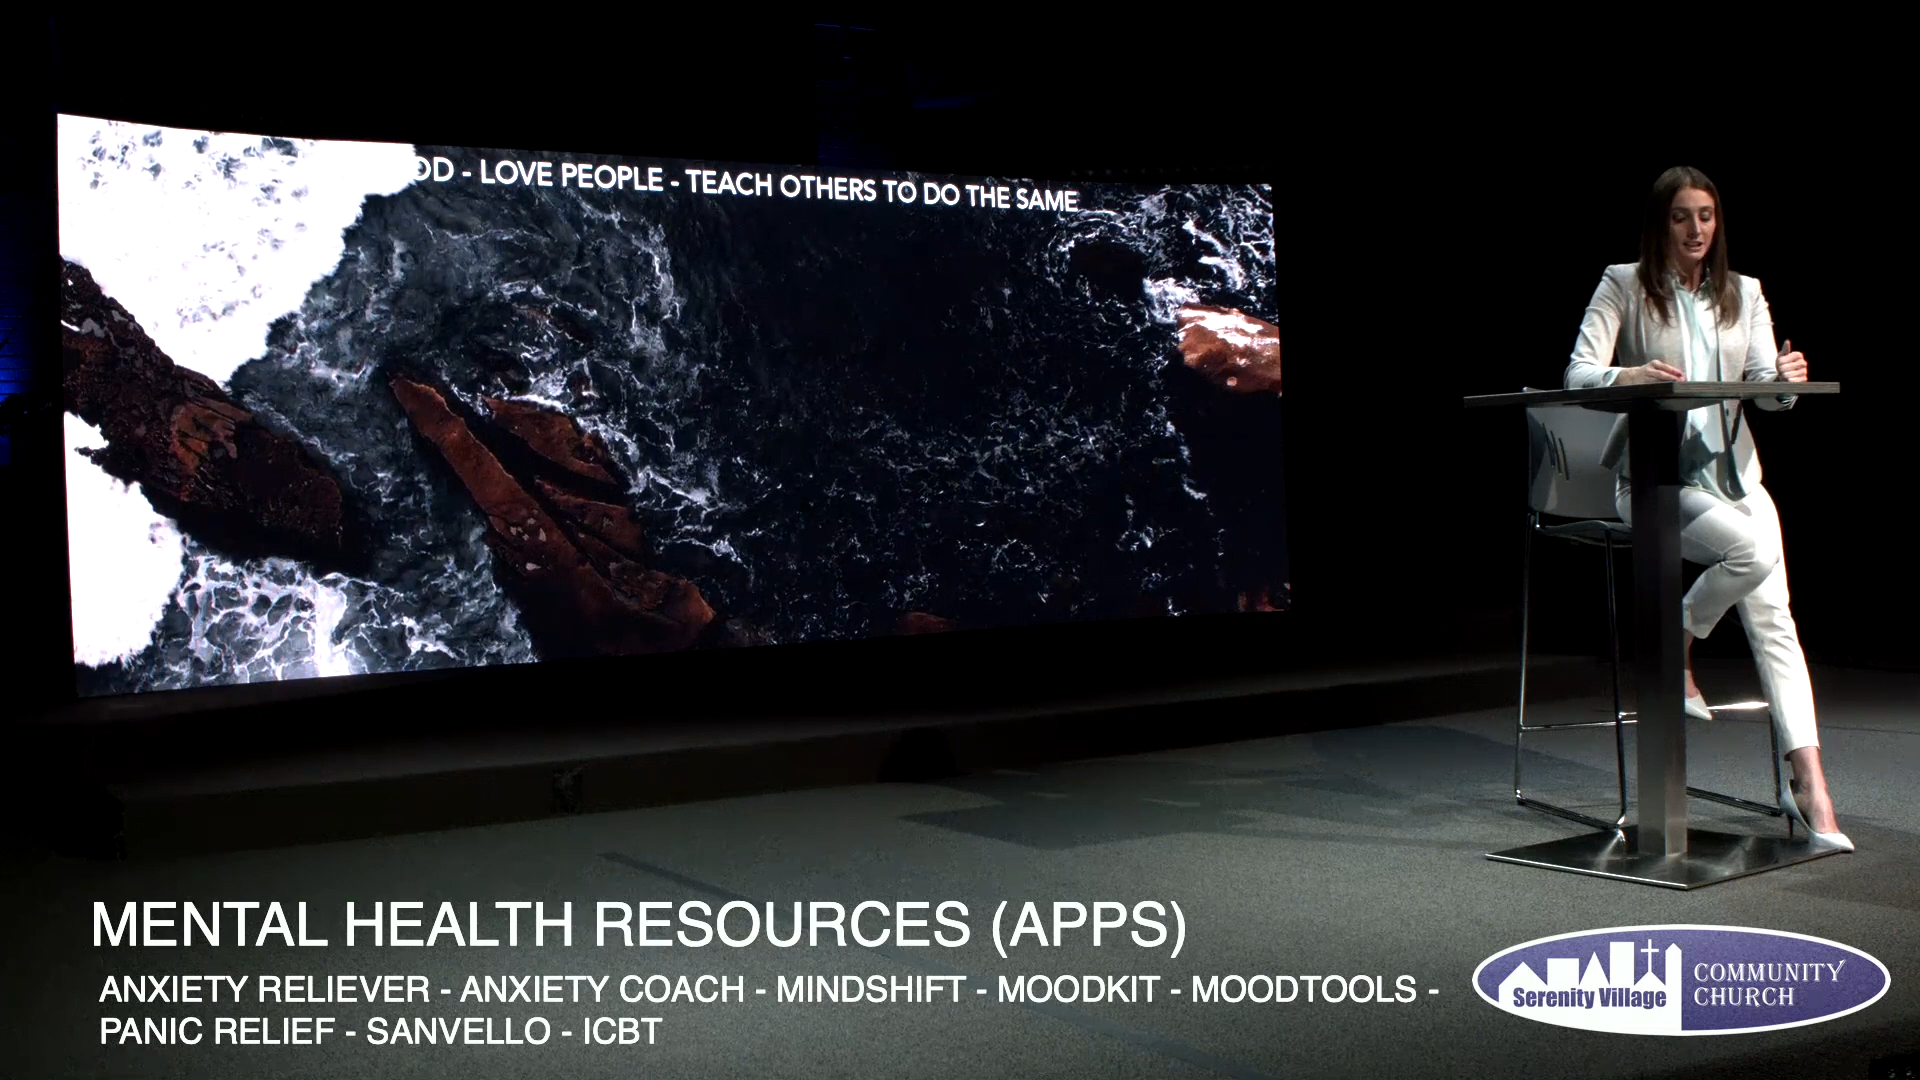 OD - LOVE PEOPLE - TEACH OTHERS TO DO THE SAME
MENTAL HEALTH RESOURCES (APPS)
ANXIETY RELIEVER - ANXIETY COACH - MINDSHIFT - MOODKIT - MOODTOOLS -
PANIC RELIEF - SANVELLO - ICBT
Serenity Village
COMMUNITY
CHURCH